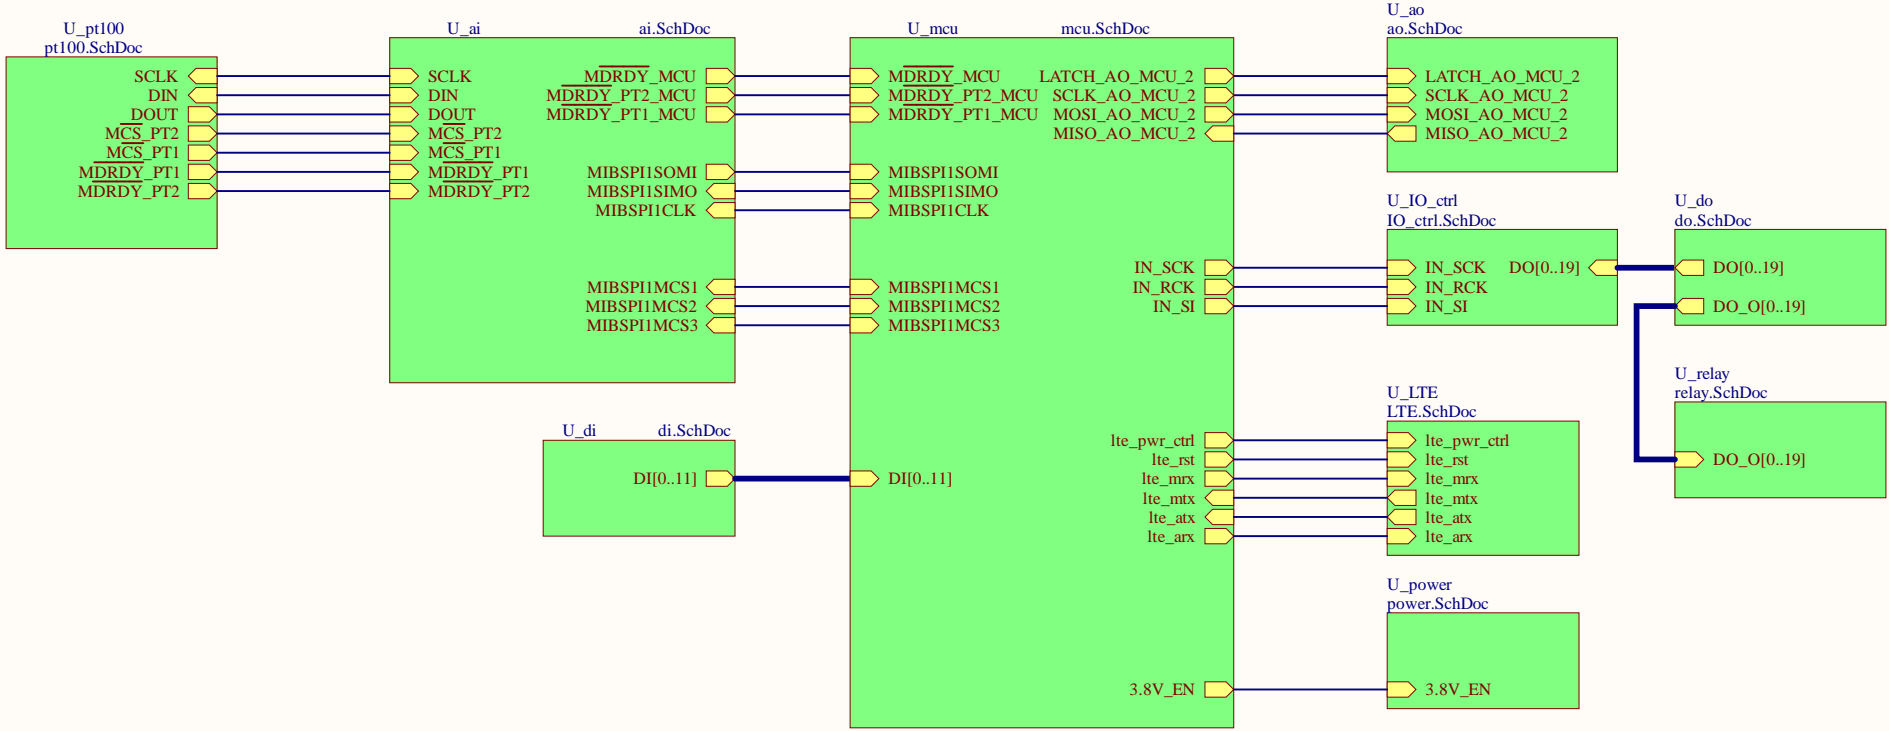 U_pt100
pt100.SchDoc
SCLK
DIN
DOUT
MCS_PT2
MCS_PT1
MDRDY_PT1
MDRDY_PT2
U_ai ai.SchDoc
SCLK
DIN
DOUT
MCS_PT2
MCS_PT1
MDRDY_PT1
MDRDY_PT2
MDRDY_MCU
MDRDY_PT2_MCU
MDRDY_PT1_MCU
MIBSPI1SOMI
MIBSPI1SIMO
MIBSPI1CLK
MIBSPI1MCS1
MIBSPI1MCS2
MIBSPI1MCS3
U_di di.SchDoc
DI[0..11]
U_mcu mcu.SchDoc
MDRDY_MCU
MDRDY_PT2_MCU
MDRDY_PT1_MCU
MIBSPI1SOMI
MIBSPI1SIMO
MIBSPI1CLK
MIBSPI1MCS1
MIBSPI1MCS2
MIBSPI1MCS3
DI[0..11]
LATCH_AO_MCU_2
SCLK_AO_MCU_2
MOSI_AO_MCU_2
MISO_AO_MCU_2
IN_SCK
IN_RCK
IN_SI
lte_pwr_ctrl
lte_rst
lte_mrx
lte_mtx
lte_atx
lte_arx
3.8V_EN
U_ao
ao.SchDoc
LATCH_AO_MCU_2
SCLK_AO_MCU_2
MOSI_AO_MCU_2
MISO_AO_MCU_2
U_IO_ctrl
IO_ctrl.SchDoc
IN_SCK DO[0..19]
IN_RCK
IN_SI
U_do
do.SchDoc
DO[0..19]
DO_O[0..19]
U_relay
relay.SchDoc
DO_O[0..19]
U_LTE
LTE.SchDoc
lte_pwr_ctrl
lte_rst
lte_mrx
lte_mtx
lte_atx
lte_arx
U_power
power.SchDoc
3.8V_EN